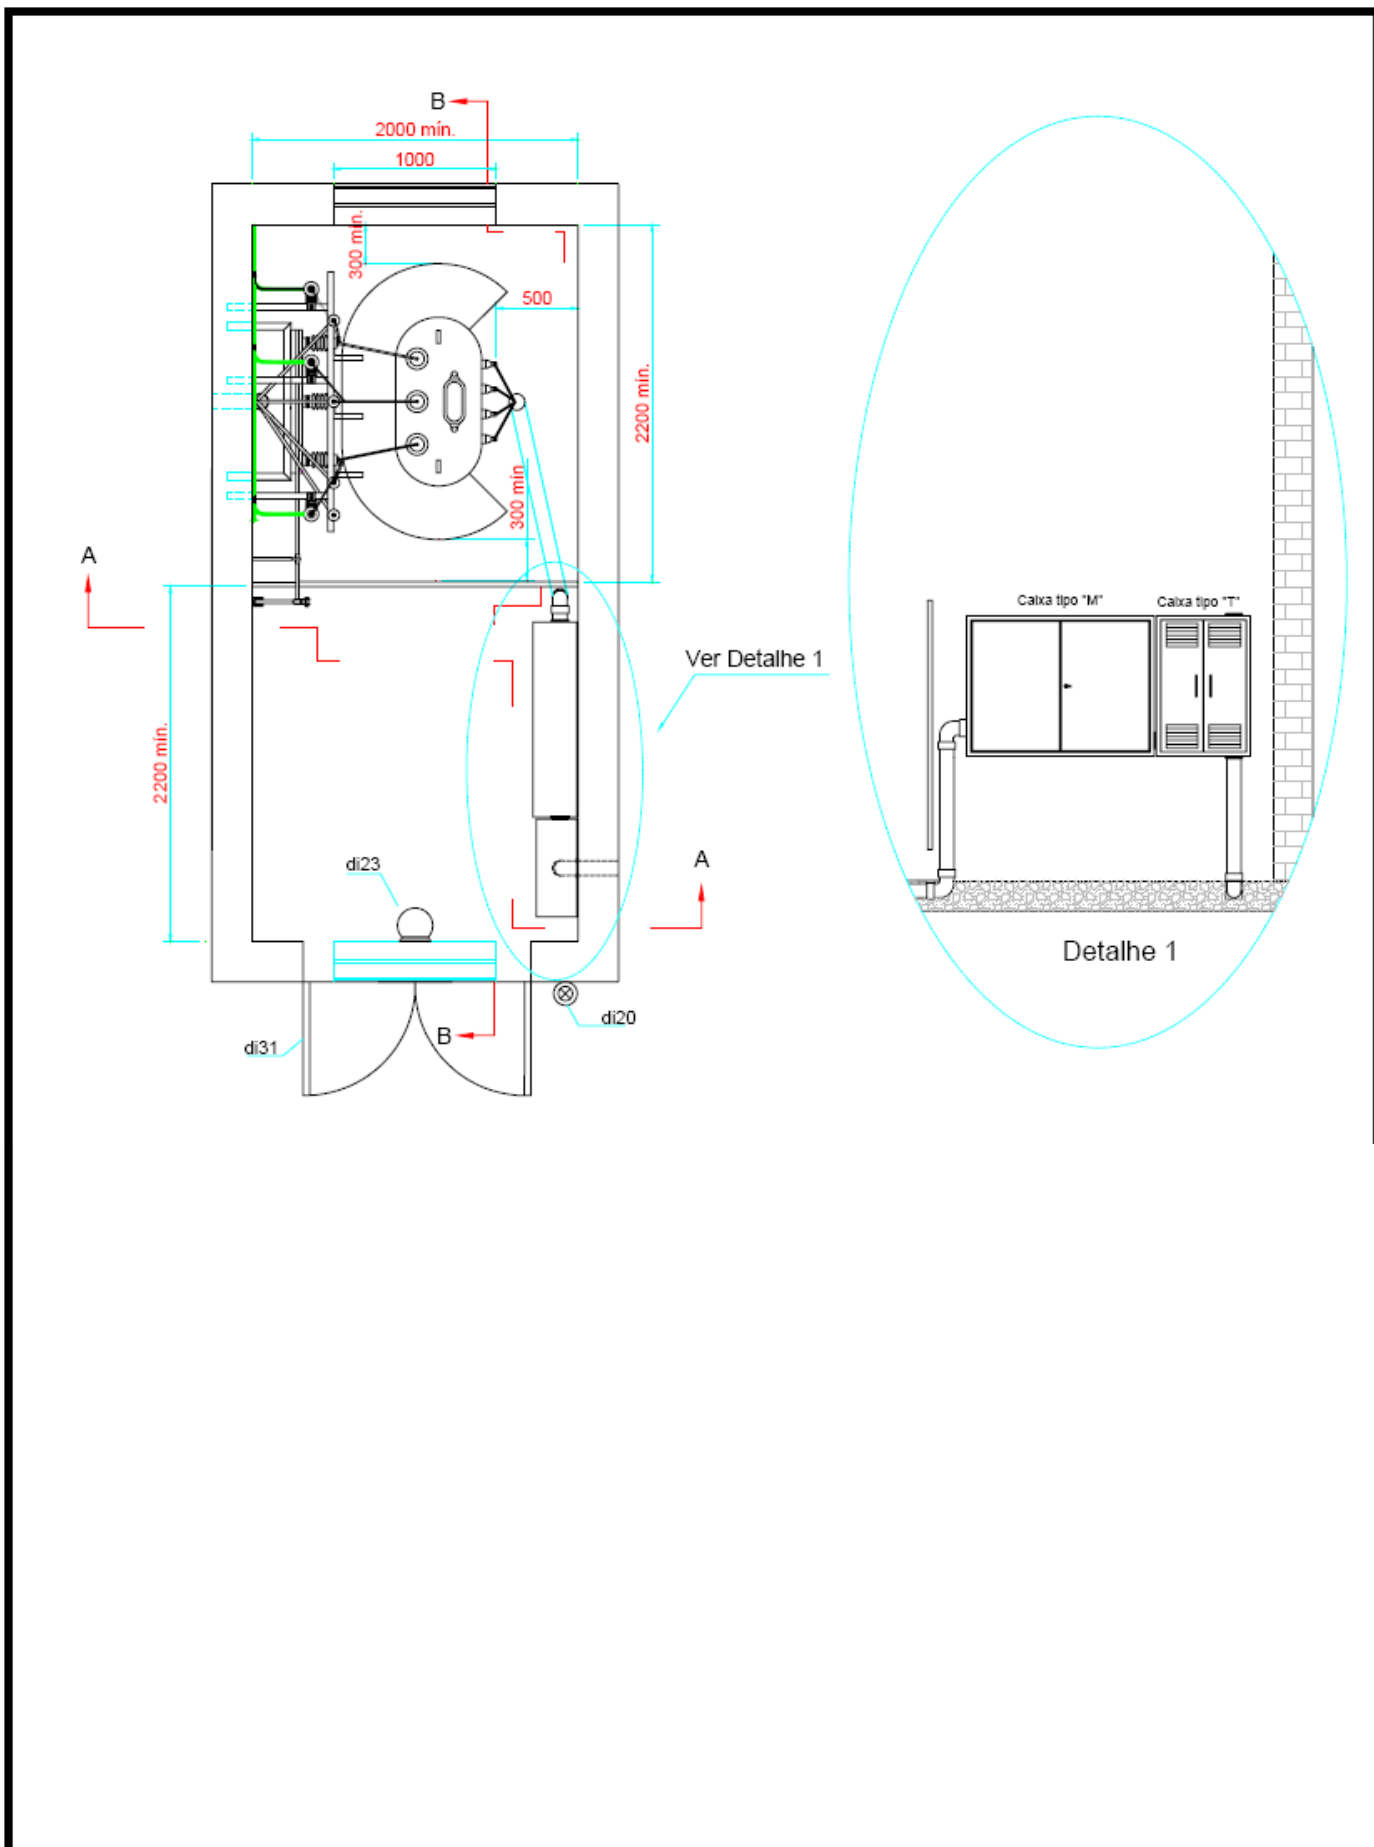 B
2000 mín.
1000
300 mín.
500
2200 mín.
300 mín
A
Caixa tipo "M"
Caixa tipo "T"
Ver Detalhe 1
2200 mín.
di23
A
Detalhe 1
di20
B
di31